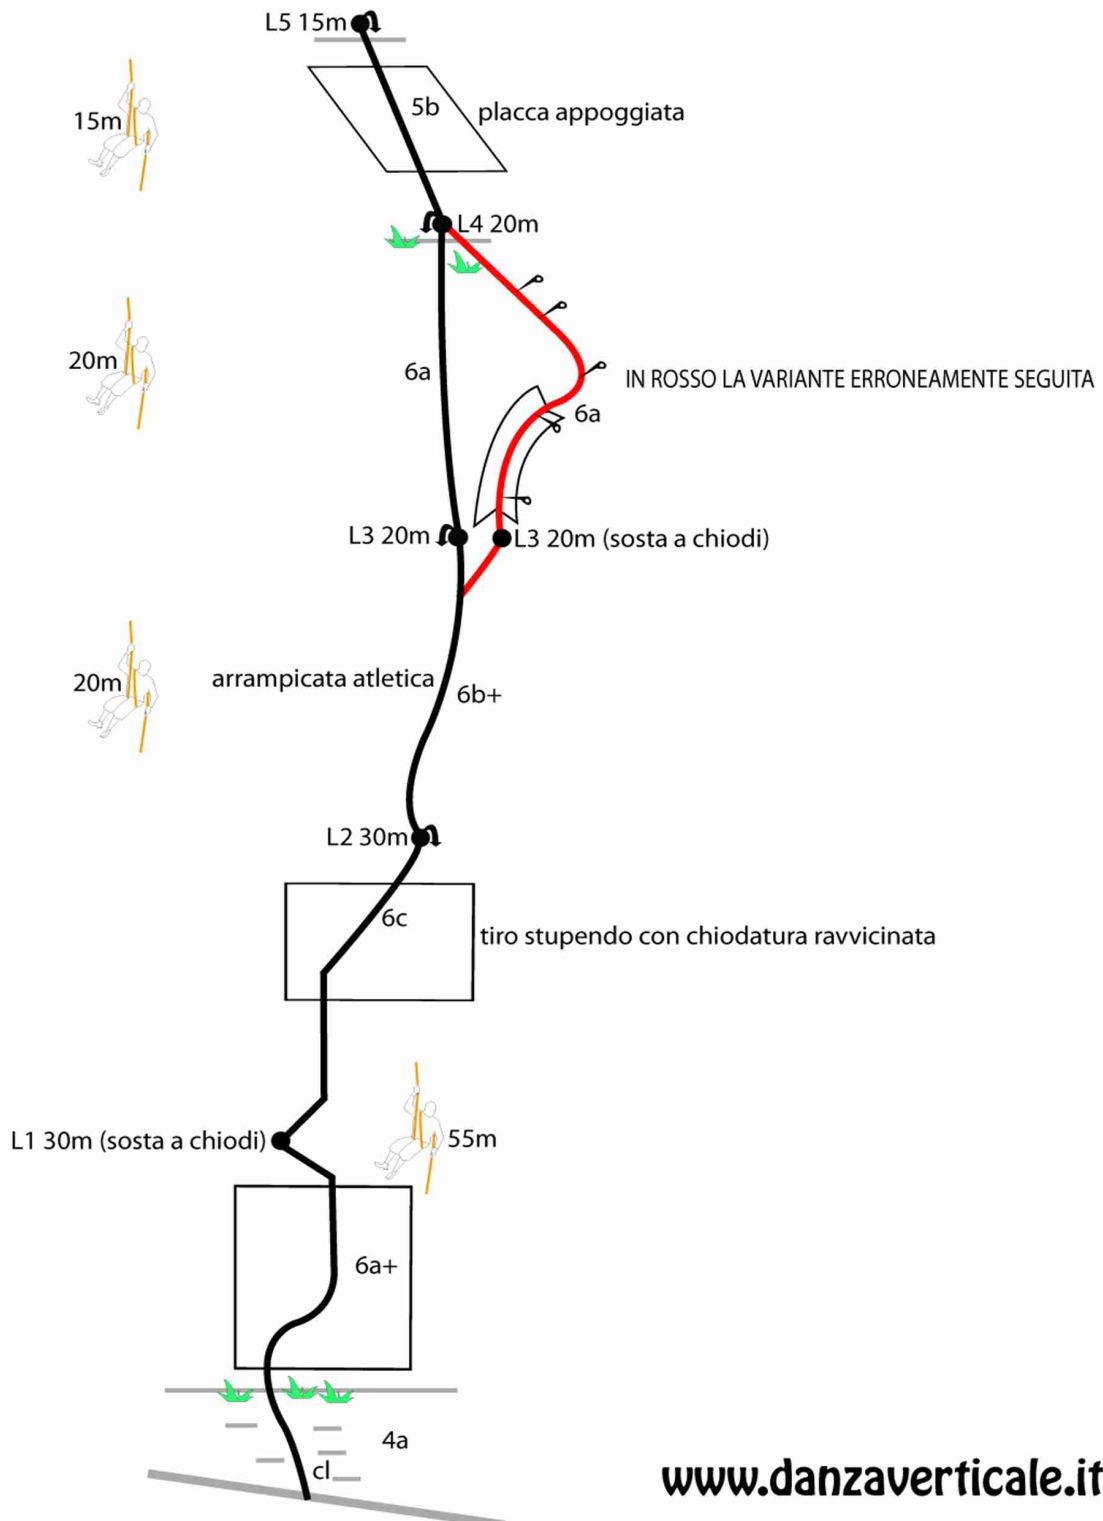 L5 15m
5b
placca appoggiata
15m
L4 20m
20m
6a
IN ROSSO LA VARIANTE ERRONEAMENTE SEGUITA
6a
L3 20m
L3 20m (sosta a chiodi)
20m
arrampicata atletica
6b+
L2 30m
6c
tiro stupendo con chiodatura ravvicinata
L1 30m (sosta a chiodi)
55m
6a+
4a
cl
www.danzaverticale.it